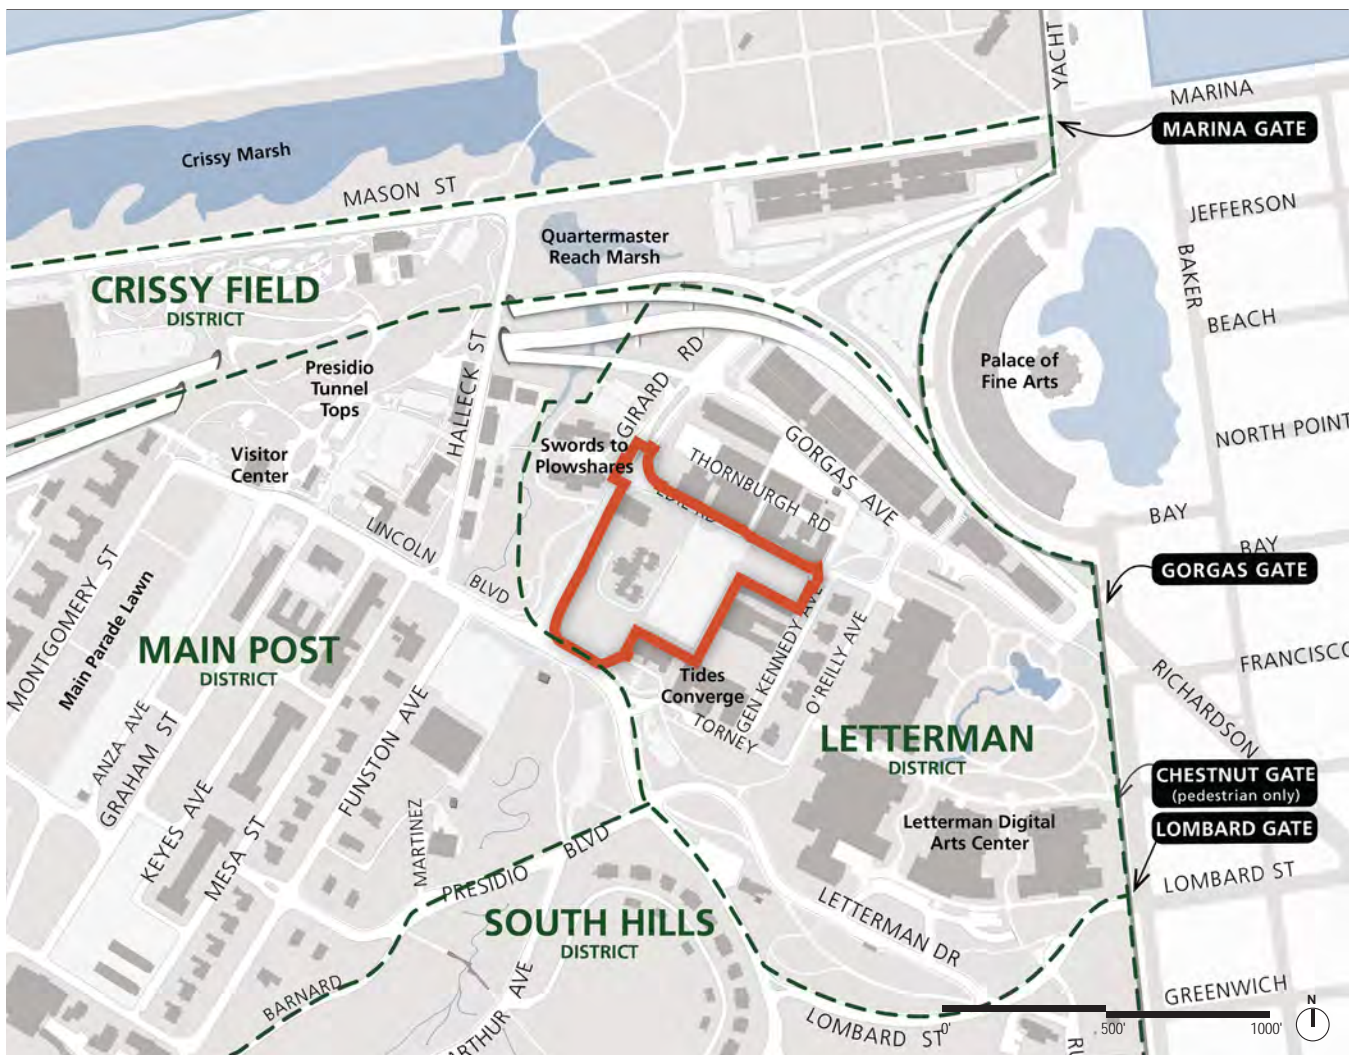 YACHT
MARINA
MARINA GATE
Crissy Marsh
MASON ST
JEFFERSON
Quartermaster
Reach Marsh
BAKER
CRISSY FIELD
DISTRICT
BEACH
HALLECK ST
GIRARD RD
Palace of
Fine Arts
Presidio
Tunnel
Tops
NORTH POINT
Visitor
Center
Swords to
Plowshares
GORGAS AVE
THORNBURGH RD
EDIE RD
BAY
BAY
LINCOLN BLVD
GORGAS GATE
MONTGOMERY ST
Main Parade Lawn
MAIN POST
DISTRICT
GEN KENNEDY AVE
O'REILLY AVE
FRANCISCO
Tides
Converge
TORNEY
RICHARDSON
ANZA AVE
GRAHAM ST
FUNSTON AVE
LETTERMAN
DISTRICT
CHESTNUT GATE
(pedestrian only)
KEYES AVE
MESA ST
MARTINEZ
Letterman Digital
Arts Center
LOMBARD GATE
PRESIDIO BLVD
LOMBARD ST
SOUTH HILLS
DISTRICT
LETTERMAN DR
BARNARD
ARTHUR AVE
GREENWICH
LOMBARD ST
RU
N
0'
500'
1000'